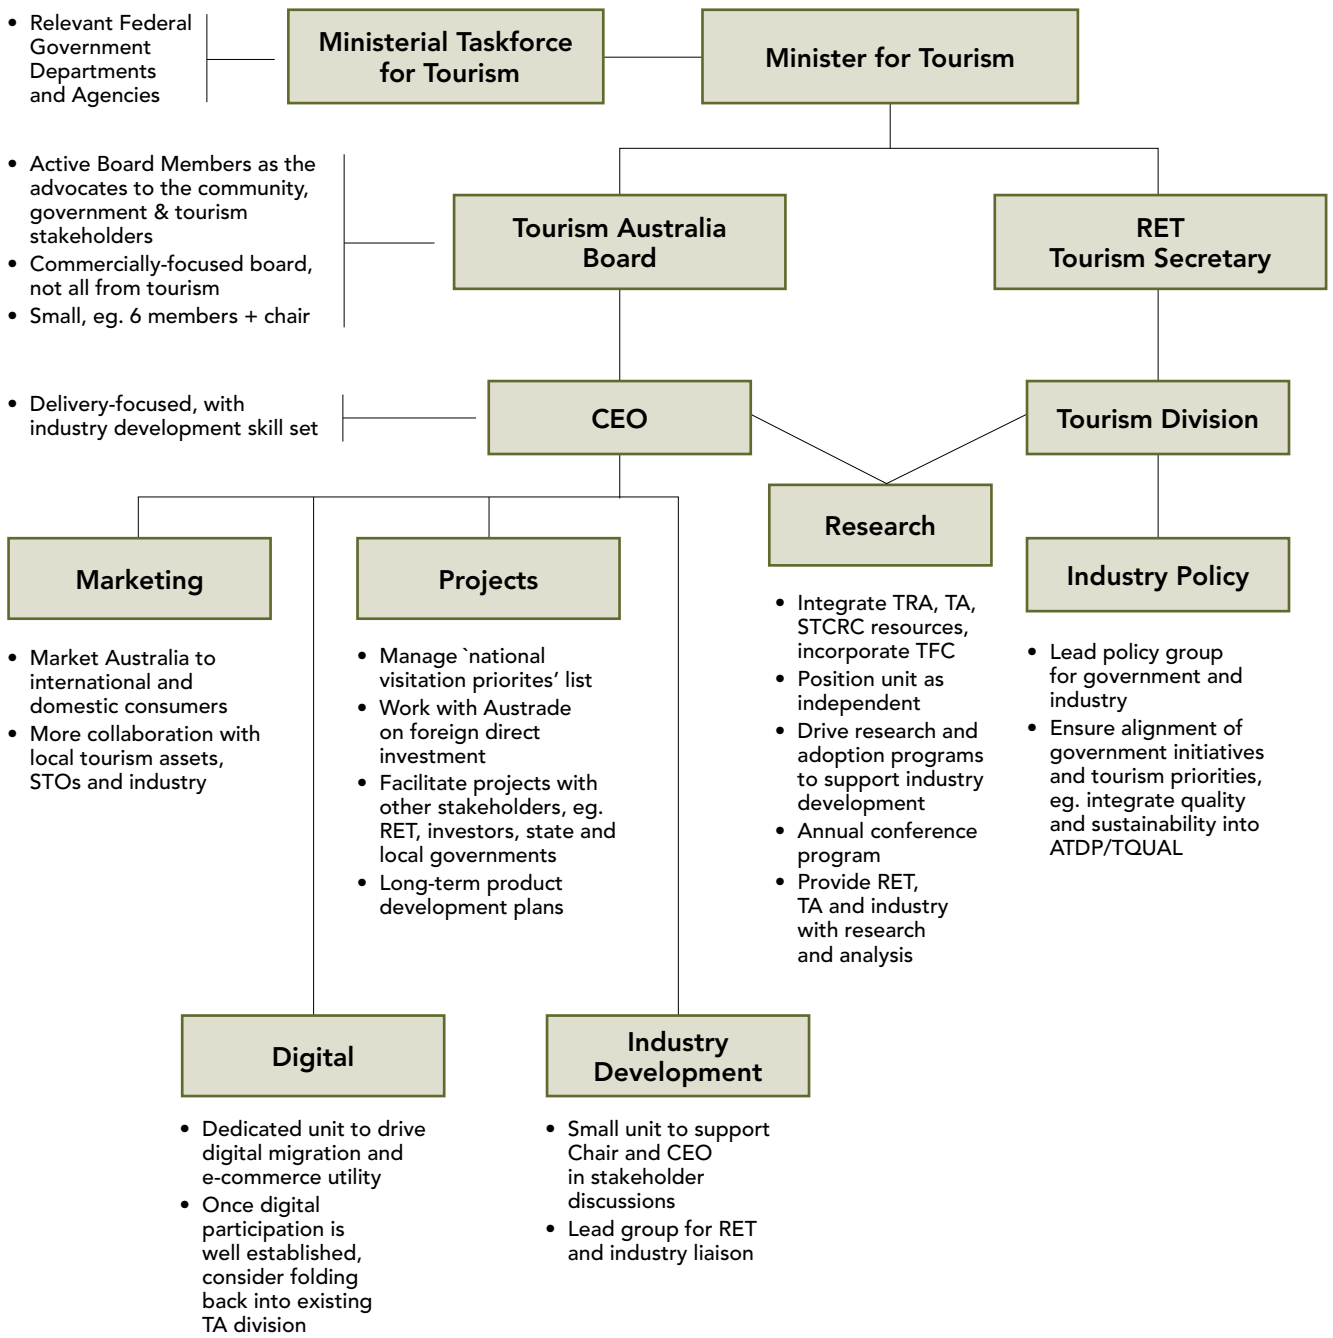 • Relevant Federal
Government
Departments
and Agencies
Ministerial Taskforce
for Tourism
Minister for Tourism
• Active Board Members as the
advocates to the community,
government & tourism
stakeholders
• Commercially-focused board,
not all from tourism
• Small, eg. 6 members + chair
Tourism Australia
Board
RET
Tourism Secretary
• Delivery-focused, with
industry development skill set
CEO
Tourism Division
Marketing
• Market Australia to
international and
domestic consumers
• More collaboration with
local tourism assets,
STOs and industry
Projects
• Manage `national
visitation priorites’ list
• Work with Austrade
on foreign direct
investment
• Facilitate projects with
other stakeholders, eg.
RET, investors, state and
local governments
• Long-term product
development plans
Research
• Integrate TRA, TA,
STCRC resources,
incorporate TFC
• Position unit as
independent
• Drive research and
adoption programs
to support industry
development
• Annual conference
program
• Provide RET,
TA and industry
with research
and analysis
Industry Policy
• Lead policy group
for government and
industry
• Ensure alignment of
government initiatives
and tourism priorities,
eg. integrate quality
and sustainability into
ATDP/TQUAL
Digital
• Dedicated unit to drive
digital migration and
e-commerce utility
• Once digital
participation is
well established,
consider folding
back into existing
TA division
Industry
Development
• Small unit to support
Chair and CEO
in stakeholder
discussions
• Lead group for RET
and industry liaison